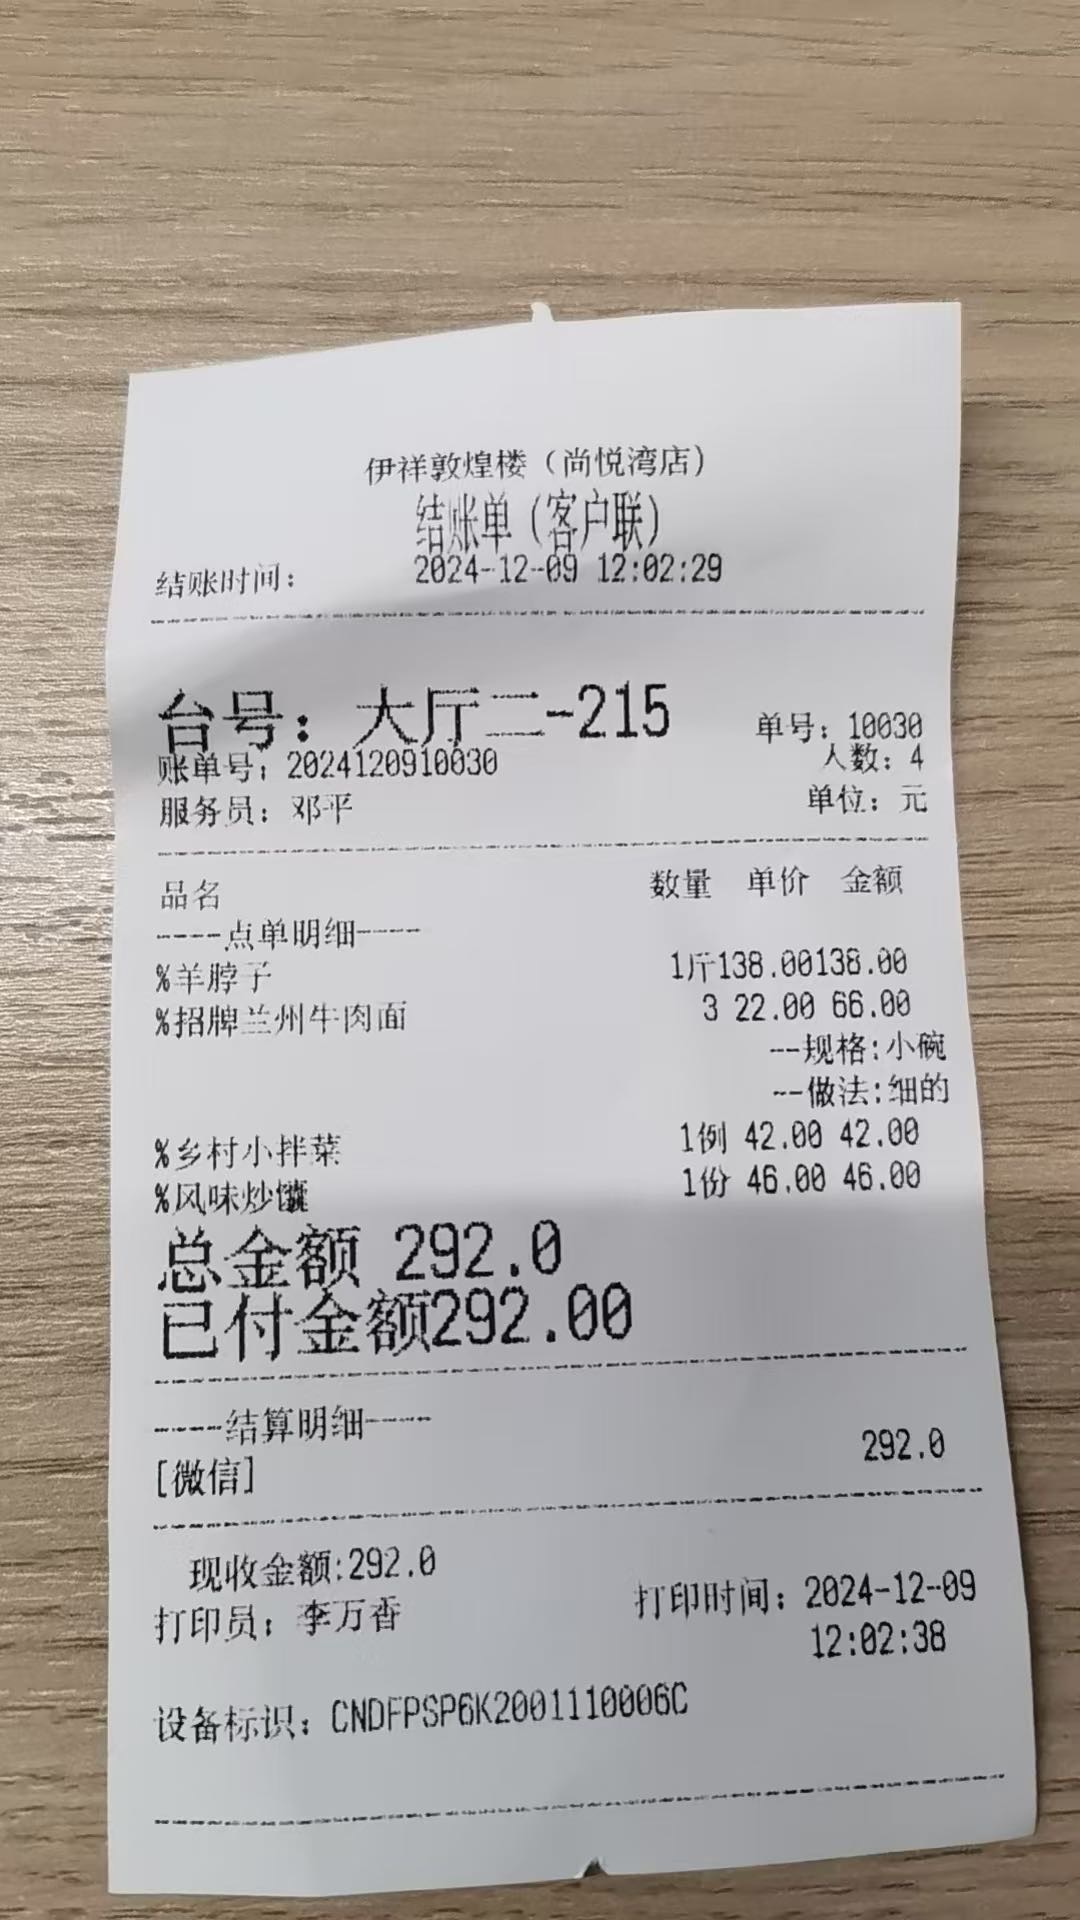 伊祥敦煌楼（尚悦湾店）
结账单（客户联）
结账时间： 2024-12-09 12:02:29
台号：大厅二-215 单号：10030
账单号：2024120910030 人数：4
服务员：邓平 单位：元
品名 数量 单价 金额
----点单明细----
%羊脖子 1斤138.00138.00
%招牌兰州牛肉面 3 22.00 66.00
--规格:小碗
--做法:细的
%乡村小拌菜 1例 42.00 42.00
%风味炒馕 1份 46.00 46.00
总金额 292.0
已付金额292.00
----结算明细----
[微信] 292.0
现收金额:292.0
打印员：李万香 打印时间：2024-12-09
12:02:38
设备标识：CNDFPSP6K2001110006C